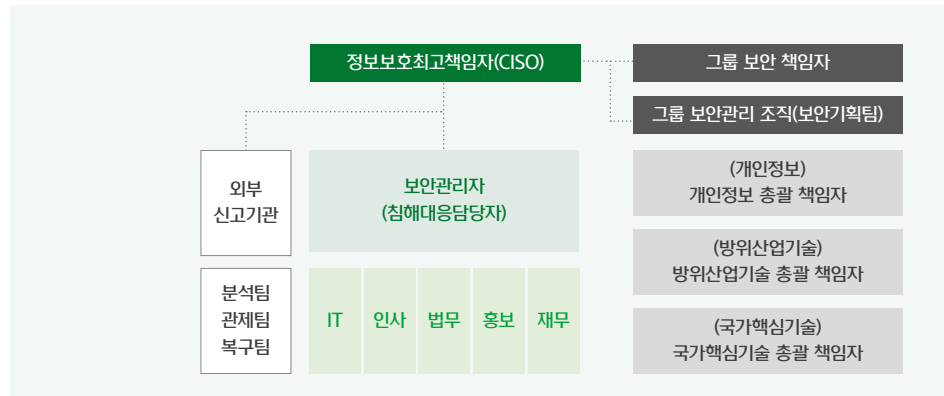 정보보호최고책임자(CISO)
그룹 보안 책임자
그룹 보안관리 조직(보안기획팀)
외부
신고기관
보안관리자
(침해대응담당자)
(개인정보)
개인정보 총괄 책임자
(방위산업기술)
방위산업기술 총괄 책임자
분석팀
관제팀
복구팀
IT
인사
법무
홍보
재무
(국가핵심기술)
국가핵심기술 총괄 책임자